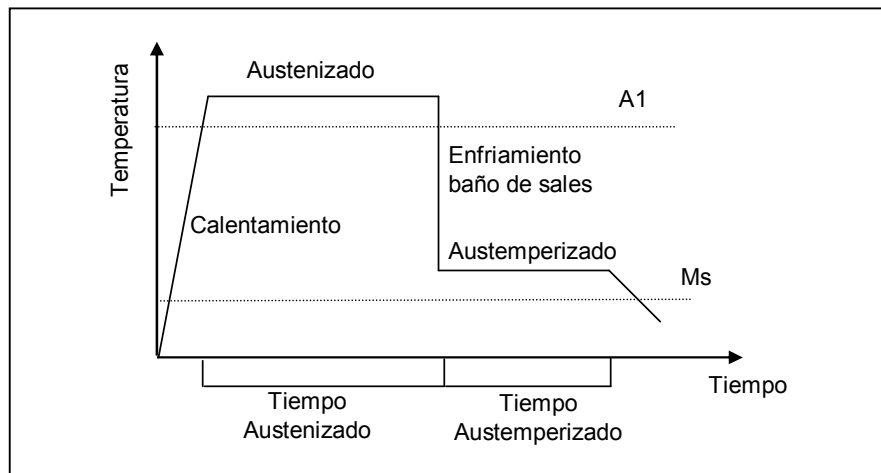 Austenizado
A1
Temperatura
Enfriamiento
baño de sales
Calentamiento
Austemperizado
Ms
Tiempo
Tiempo
Austenizado
Tiempo
Austemperizado